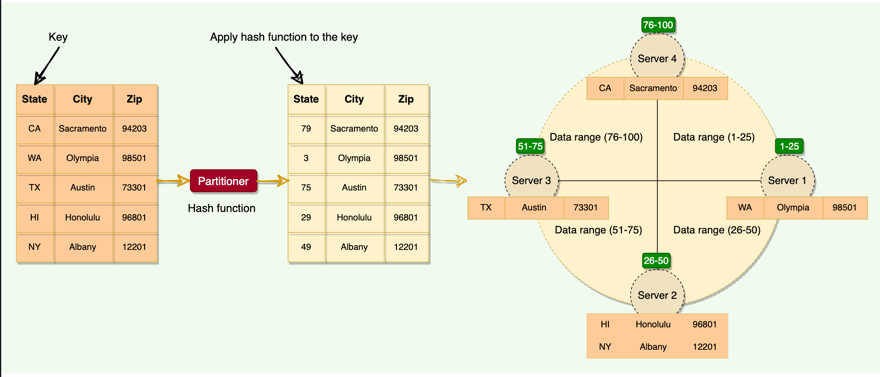 Key
Apply hash function to the key
State City Zip
CA Sacramento 94203
WA Olympia 98501
TX Austin 73301
HI Honolulu 96801
NY Albany 12201
Partitioner
Hash function
State City Zip
79 Sacramento 94203
3 Olympia 98501
75 Austin 73301
29 Honolulu 96801
49 Albany 12201
76-100
Server 4
CA Sacramento 94203
Data range (76-100)
Data range (1-25)
51-75
Server 3
TX Austin 73301
1-25
Server 1
WA Olympia 98501
Data range (51-75)
Data range (26-50)
26-50
Server 2
HI Honolulu 96801
NY Albany 12201